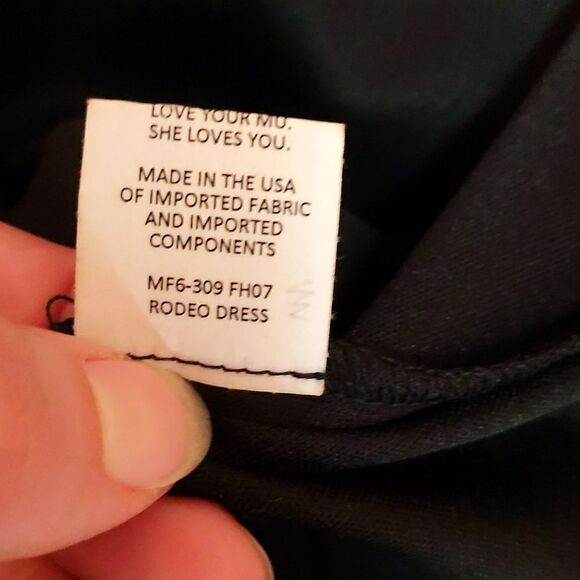 LOVE YOUR MU.
SHE LOVES YOU.
MADE IN THE USA
OF IMPORTED FABRIC
AND IMPORTED
COMPONENTS
MF6-309 FH07
RODEO DRESS